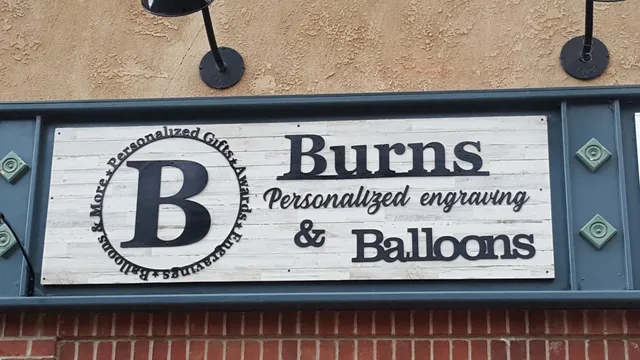 Personalized Gifts • Awards • Engravings • Balloons & More •
B
Burns
Personalized engraving
& Balloons